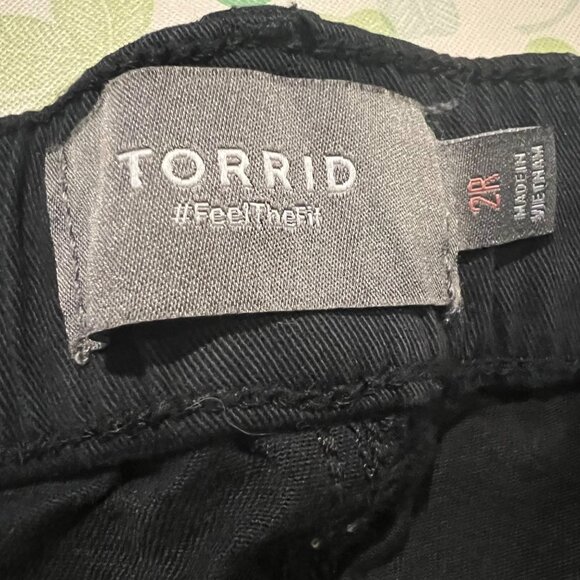 TORRID
#FeelTheFit
2R
MADE IN
VIETNAM